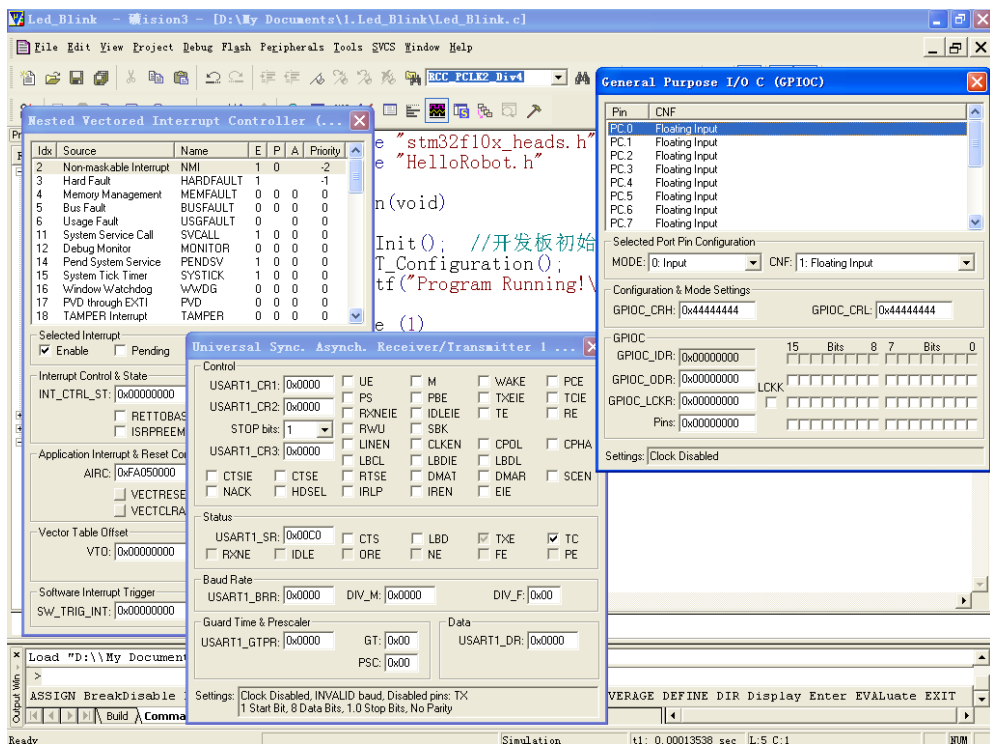 Led_Blink - 礦ision3 - [D:\My Documents\1.Led_Blink\Led_Blink.c]
File Edit View Project Debug Flash Peripherals Tools SVCS Window Help
RCC_PCLK2_Div4
General Purpose I/O C (GPIOC)
Pin CNF
PC.0 Floating Input
PC.1 Floating Input
PC.2 Floating Input
PC.3 Floating Input
PC.4 Floating Input
PC.5 Floating Input
PC.6 Floating Input
PC.7 Floating Input
Selected Port Pin Configuration
MODE: 0: Input CNF: 1: Floating Input
Configuration & Mode Settings
GPIOC_CRH: 0x44444444 GPIOC_CRL: 0x44444444
GPIOC
15 Bits 8 7 Bits 0
GPIOC_IDR: 0x00000000
GPIOC_ODR: 0x00000000
LCKK
GPIOC_LCKR: 0x00000000
Pins: 0x00000000
Settings: Clock Disabled
Nested Vectored Interrupt Controller (...
Idx Source Name E P A Priority
2 Non-maskable Interrupt NMI 1 0 -2
3 Hard Fault HARDFAULT 1 -1
4 Memory Management MEMFAULT 0 0 0 0
5 Bus Fault BUSFAULT 0 0 0 0
6 Usage Fault USGFAULT 0 0 0 0
11 System Service Call SVCALL 1 0 0 0
12 Debug Monitor MONITOR 0 0 0 0
14 Pend System Service PENDSV 1 0 0 0
15 System Tick Timer SYSTICK 1 0 0 0
16 Window Watchdog WWDG 0 0 0 0
17 PVD through EXTI PVD 0 0 0 0
18 TAMPER Interrupt TAMPER 0 0 0 0
Selected Interrupt
Enable Pending
Interrupt Control & State
INT_CTRL_ST: 0x00000000
RETTOBAS
ISRPREEM
Application Interrupt & Reset Co
AIRC: 0xFA050000
VECTRESE
VECTCLRA
Vector Table Offset
VTO: 0x00000000
Software Interrupt Trigger
SW_TRIG_INT: 0x00000000
e "stm32f10x_heads.h"
e "HelloRobot.h"
n(void)
Init(); //开发板初始
T_Configuration();
tf("Program Running!\
e (1)
Universal Sync. Asynch. Receiver/Transmitter 1 ...
Control
USART1_CR1: 0x0000 UE M WAKE PCE
PS PBE TXEIE TCIE
USART1_CR2: 0x0000 RXNEIE IDLEIE TE RE
STOP bits: 1 RWU SBK
USART1_CR3: 0x0000 LINEN CLKEN CPOL CPHA
LBCL LBDIE LBDL
CTSIE CTSE RTSE DMAT DMAR SCEN
NACK HDSEL IRLP IREN EIE
Status
USART1_SR: 0x00C0 CTS LBD TXE TC
RXNE IDLE ORE NE FE PE
Baud Rate
USART1_BRR: 0x0000 DIV_M: 0x0000 DIV_F: 0x00
Guard Time & Prescaler
USART1_GTPR: 0x0000 GT: 0x00
PSC: 0x00
Data
USART1_DR: 0x0000
Settings: Clock Disabled, INVALID baud, Disabled pins: TX
1 Start Bit, 8 Data Bits, 1.0 Stop Bits, No Parity
Output Win
Load "D:\\My Documen
>
ASSIGN BreakDisable
VERAGE DEFINE DIR Display Enter EVALuate EXIT
Build Comma
Ready Simulation t1: 0.00013538 sec L:5 C:1 NUM